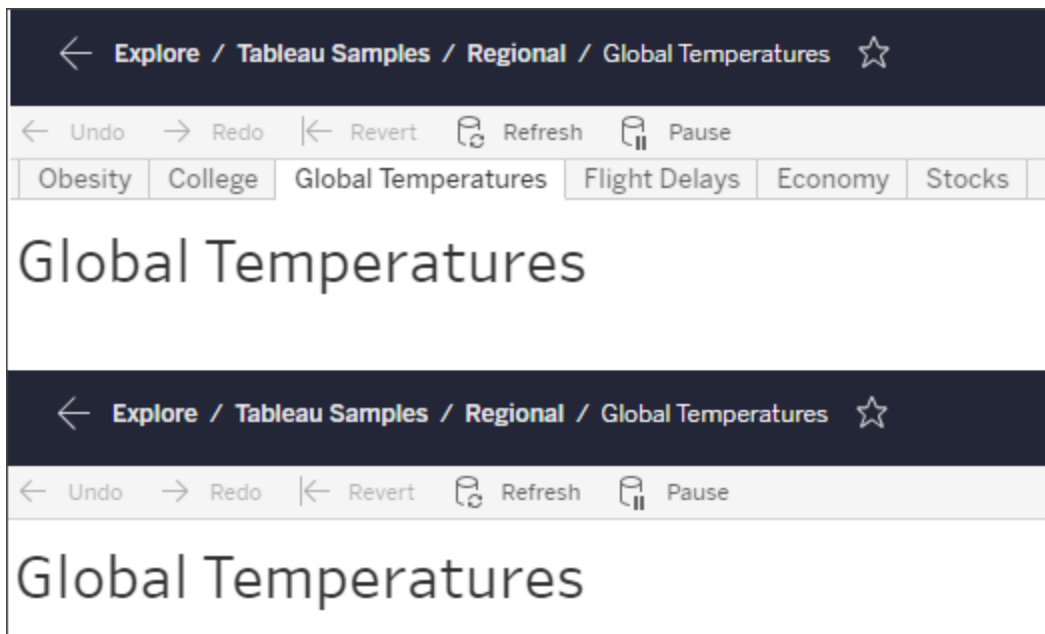 Explore / Tableau Samples / Regional / Global Temperatures
Undo Redo Revert Refresh Pause
Obesity College Global Temperatures Flight Delays Economy Stocks
Global Temperatures
Explore / Tableau Samples / Regional / Global Temperatures
Undo Redo Revert Refresh Pause
Global Temperatures